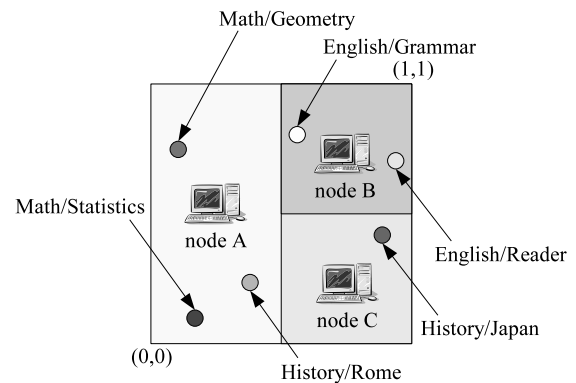 Math/Geometry
English/Grammar
(1,1)
node B
Math/Statistics
node A
English/Reader
node C
History/Japan
(0,0)
History/Rome